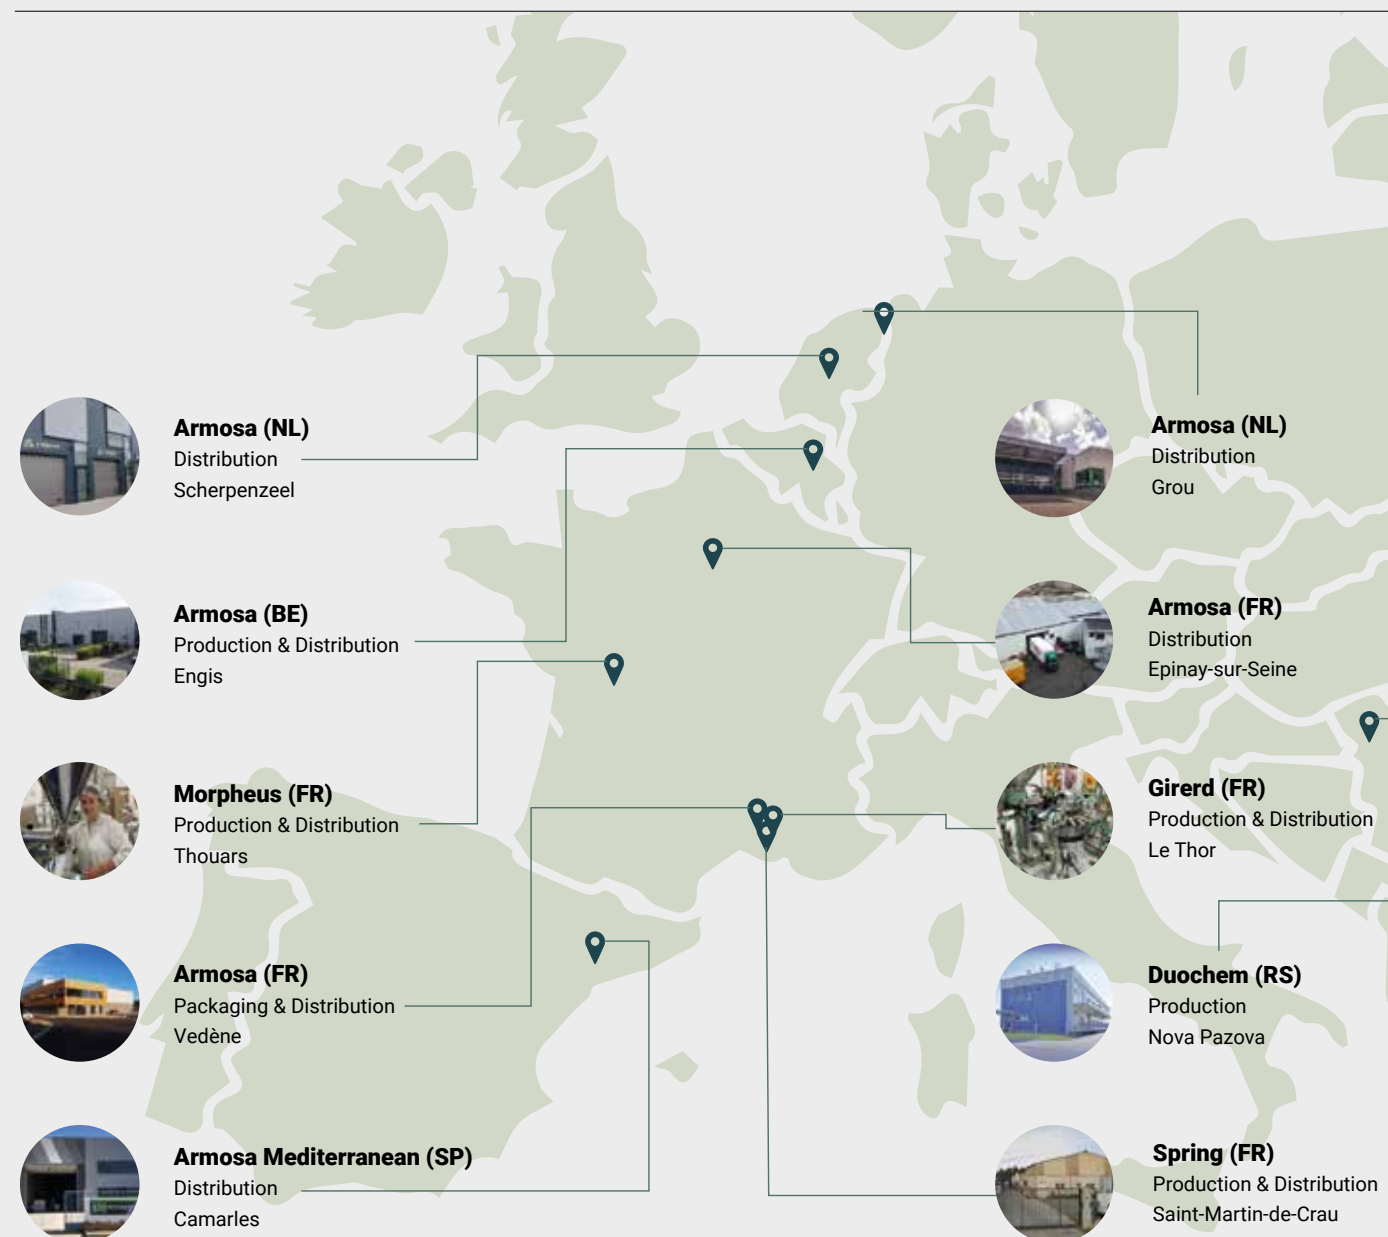 Armosa (NL)
Distribution
Scherpenzeel
Armosa (BE)
Production & Distribution
Engis
Morpheus (FR)
Production & Distribution
Thouars
Armosa (FR)
Packaging & Distribution
Vedène
Armosa Mediterranean (SP)
Distribution
Camarles
Armosa (NL)
Distribution
Grou
Armosa (FR)
Distribution
Epinay-sur-Seine
Girerd (FR)
Production & Distribution
Le Thor
Duochem (RS)
Production
Nova Pazova
Spring (FR)
Production & Distribution
Saint-Martin-de-Crau